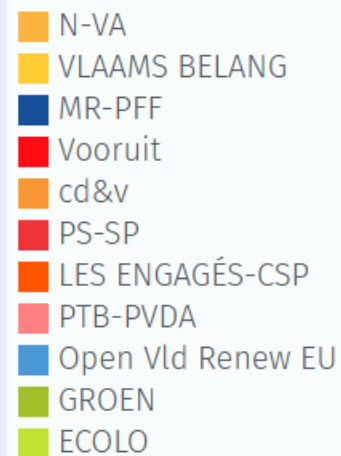 N-VA
VLAAMS BELANG
MR-PFF
Vooruit
cd&v
PS-SP
LES ENGAGÉS-CSP
PTB-PVDA
Open Vld Renew EU
GROEN
ECOLO